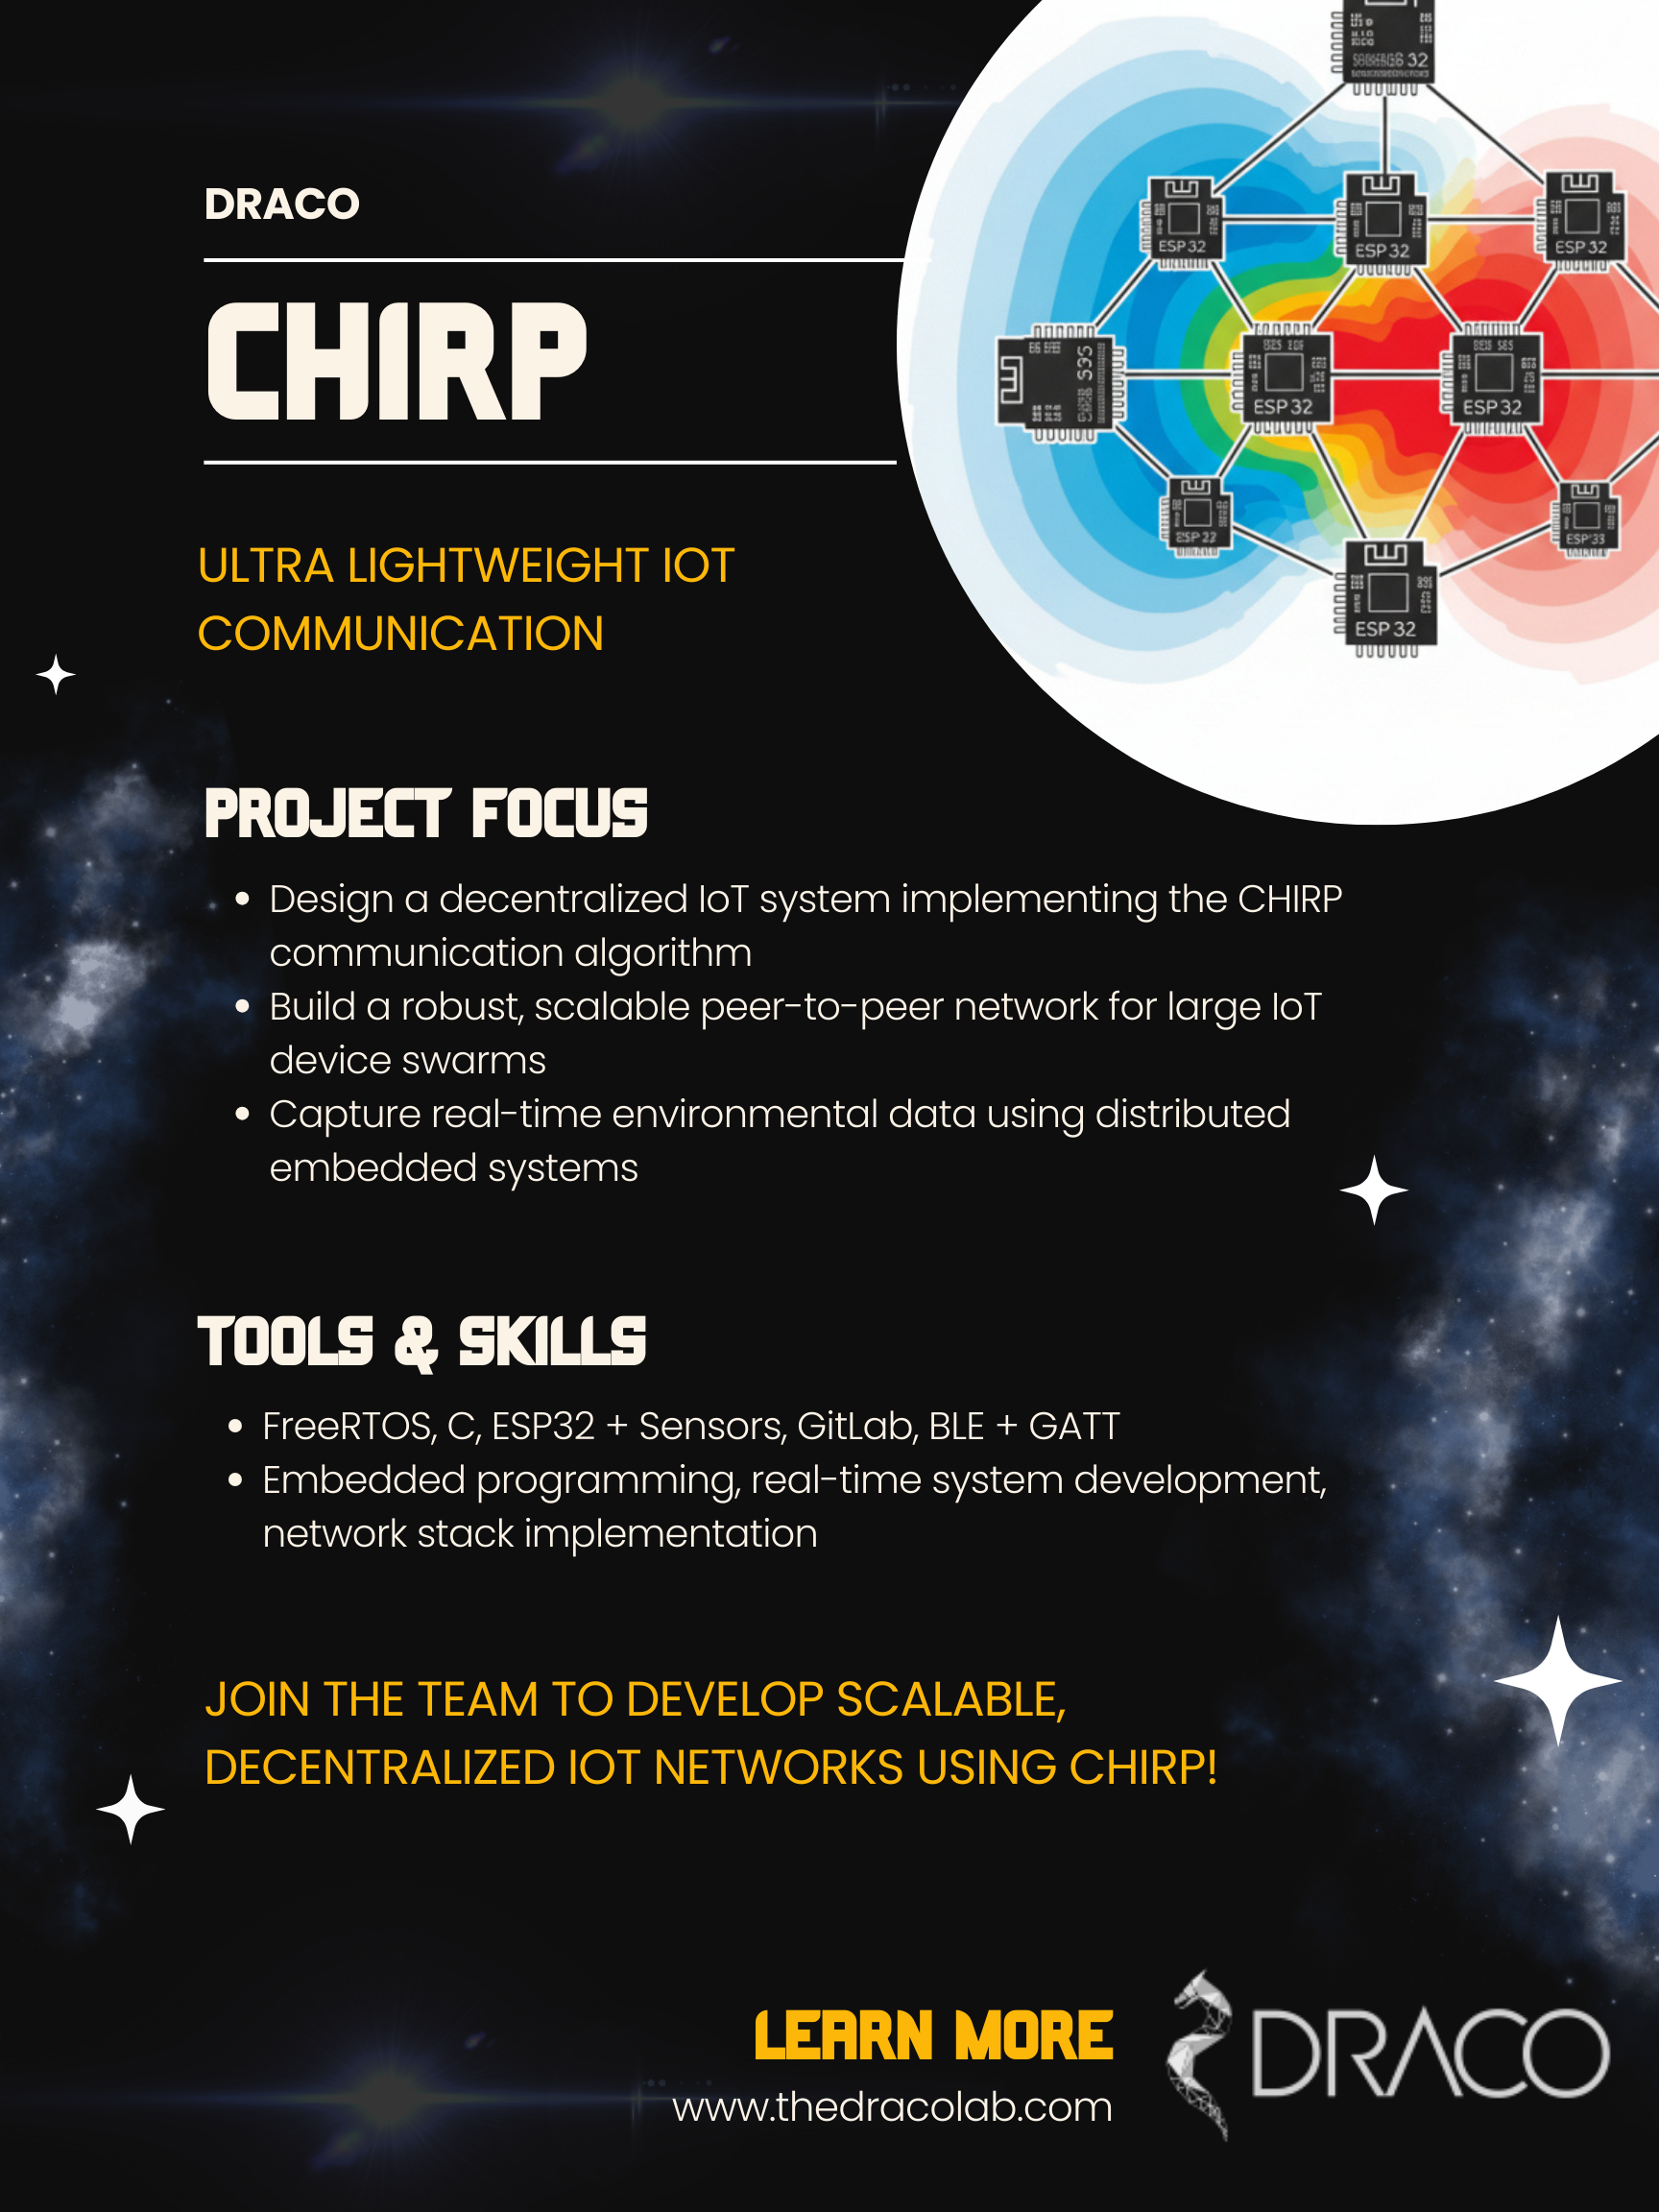 DRACO
CHIRP
ULTRA LIGHTWEIGHT IOT
COMMUNICATION
32
ESP 32
ESP 32
ESP 32
ESP 32
ESP 32
ESP 22
ESP'33
ESP 32
PROJECT FOCUS
• Design a decentralized IoT system implementing the CHIRP
communication algorithm
• Build a robust, scalable peer-to-peer network for large IoT
device swarms
• Capture real-time environmental data using distributed
embedded systems
TOOLS & SKILLS
• FreeRTOS, C, ESP32 + Sensors, GitLab, BLE + GATT
• Embedded programming, real-time system development,
network stack implementation
JOIN THE TEAM TO DEVELOP SCALABLE,
DECENTRALIZED IOT NETWORKS USING CHIRP!
LEARN MORE
www.thedracolab.com
DRACO